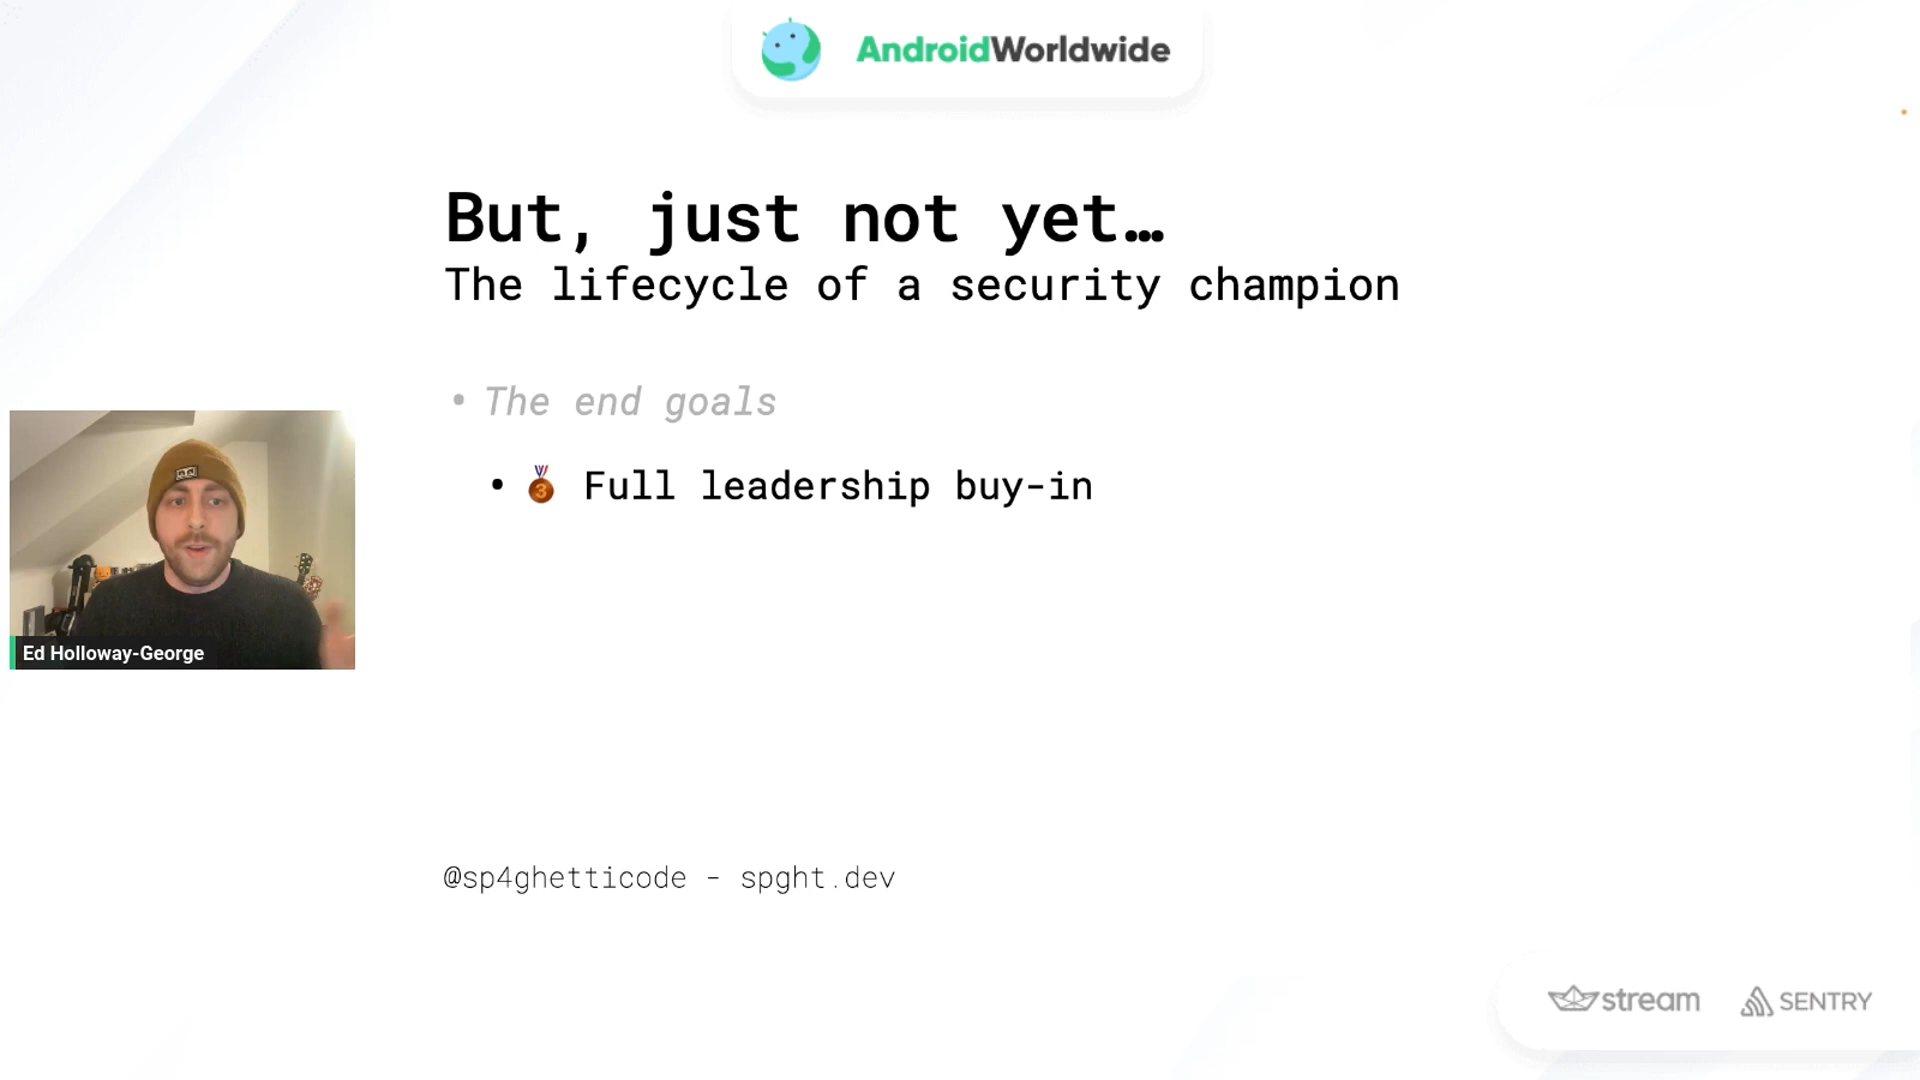 AndroidWorldwide
But, just not yet…
The lifecycle of a security champion
• The end goals
• 🥉 Full leadership buy-in
Ed Holloway-George
@sp4ghetticode - spght.dev
stream
SENTRY